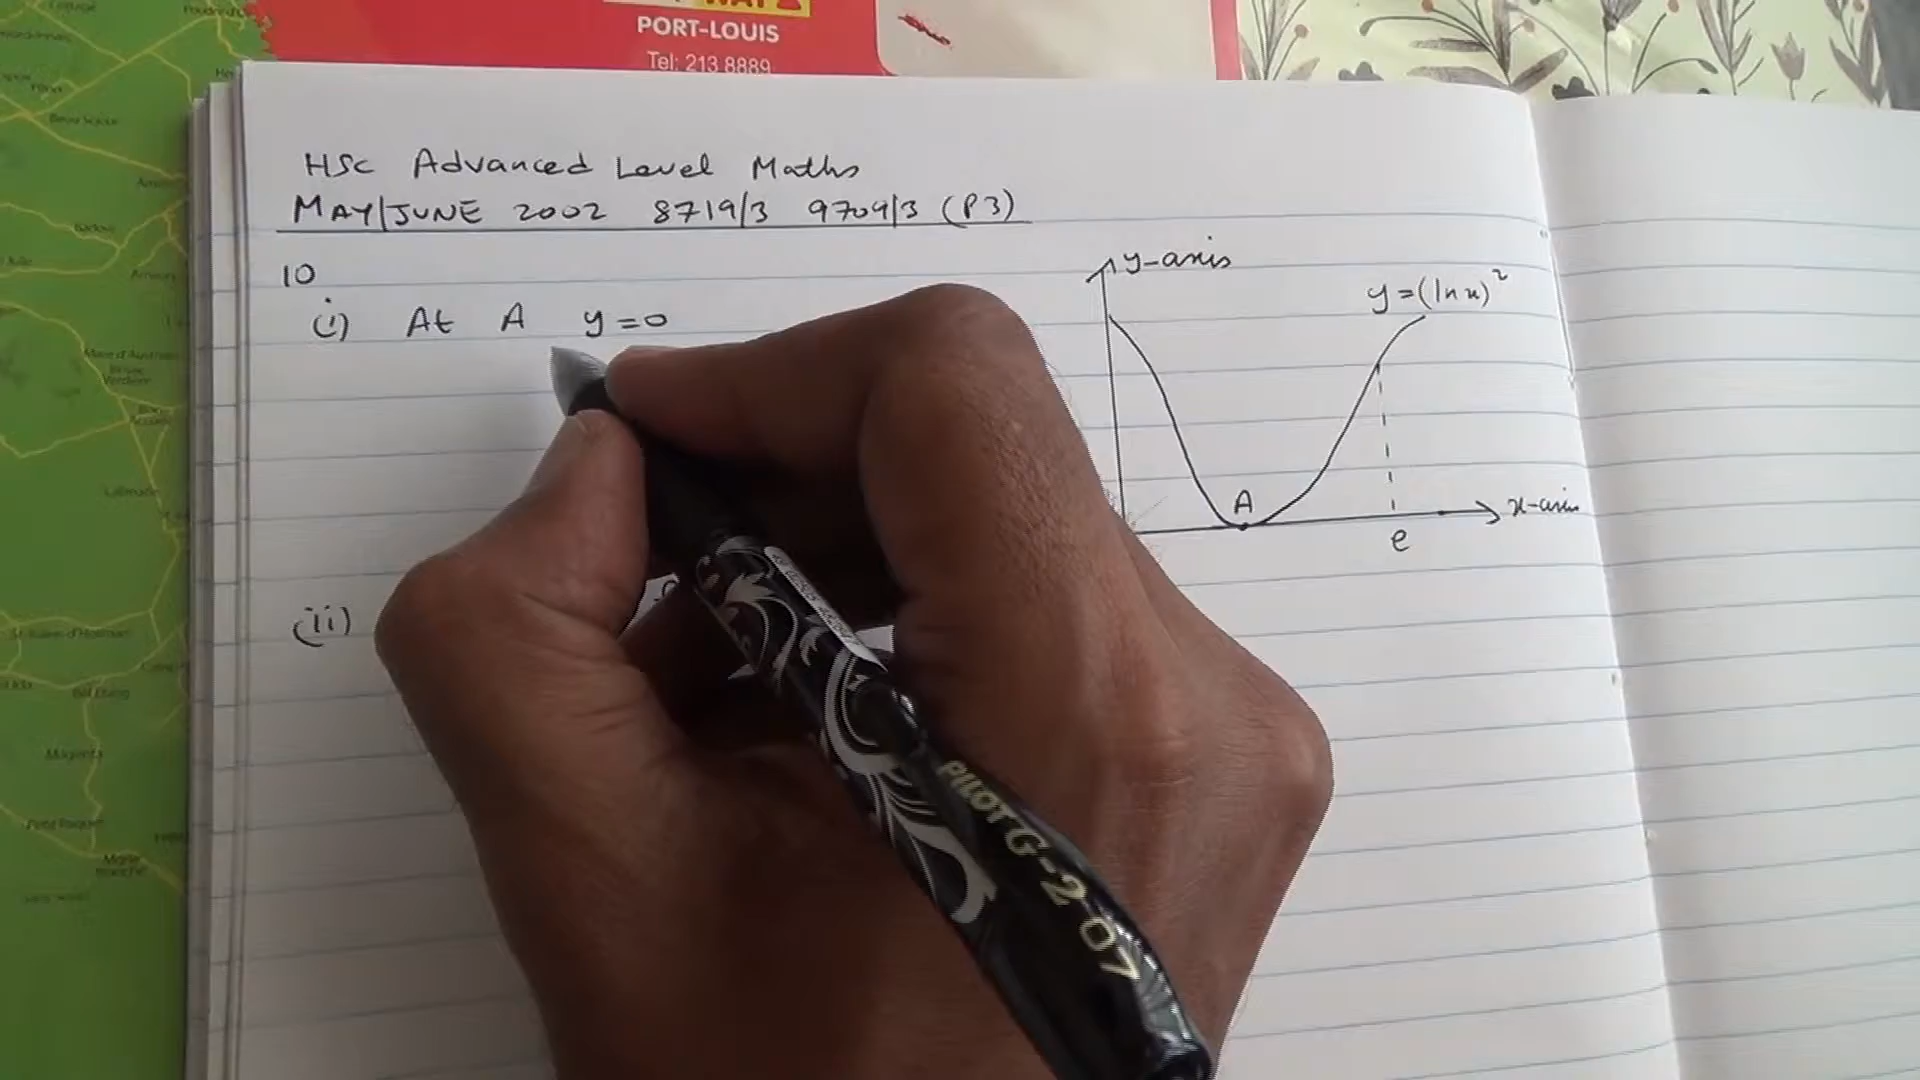 PORT-LOUIS
Tel: 213 8889
HSC Advanced Level Maths
MAY/JUNE 2002 8719/3 9709/3 (P3)
10
(i) At A y=0
(ii)
y-axis
y=(ln x)²
A
x-axis
e
PILOT G-2 07